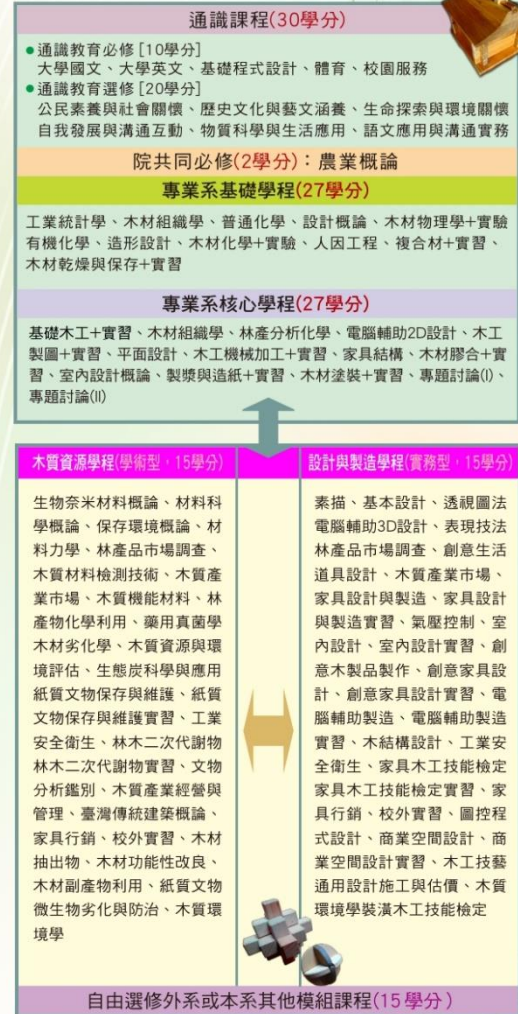 通識課程(30學分)
●通識教育必修[10學分]
大學國文、大學英文、基礎程式設計、體育、校園服務
●通識教育選修[20學分]
公民素養與社會關懷、歷史文化與藝文涵養、生命探索與環境關懷
自我發展與溝通互動、物質科學與生活應用、語文應用與溝通實務
院共同必修(2學分)：農業概論
專業系基礎學程(27學分)
工業統計學、木材組織學、普通化學、設計概論、木材物理學+實驗
有機化學、造形設計、木材化學+實驗、人因工程、複合材+實習、
木材乾燥與保存+實習
專業系核心學程(27學分)
基礎木工+實習、木材組織學、林產分析化學、電腦輔助2D設計、木工
製圖+實習、平面設計、木工機械加工+實習、家具結構、木材膠合+實
習、室內設計概論、製漿與造紙+實習、木材塗裝+實習、專題討論(I)、
專題討論(II)
木質資源學程(學術型，15學分)
生物奈米材料概論、材料科
學概論、保存環境概論、材
料力學、林產品市場調查、
木質材料檢測技術、木質產
業市場、木質機能材料、林
產物化學利用、藥用真菌學
木材劣化學、木質資源與環
境評估、生態炭科學與應用
紙質文物保存與維護、紙質
文物保存與維護實習、工業
安全衛生、林木二次代謝物
林木二次代謝物實習、文物
分析鑑別、木質產業經營與
管理、臺灣傳統建築概論、
家具行銷、校外實習、木材
抽出物、木材功能性改良、
木材副產物利用、紙質文物
微生物劣化與防治、木質環
境學
設計與製造學程(實務型，15學分)
素描、基本設計、透視圖法
電腦輔助3D設計、表現技法
林產品市場調查、創意生活
道具設計、木質產業市場、
家具設計與製造、家具設計
與製造實習、氣壓控制、室
內設計、室內設計實習、創
意木製品製作、創意家具設
計、創意家具設計實習、電
腦輔助製造、電腦輔助製造
實習、木結構設計、工業安
全衛生、家具木工技能檢定
家具木工技能檢定實習、家
具行銷、校外實習、圖控程
式設計、商業空間設計、商
業空間設計實習、木工技藝
通用設計施工與估價、木質
環境學裝潢木工技能檢定
自由選修外系或本系其他模組課程(15學分)